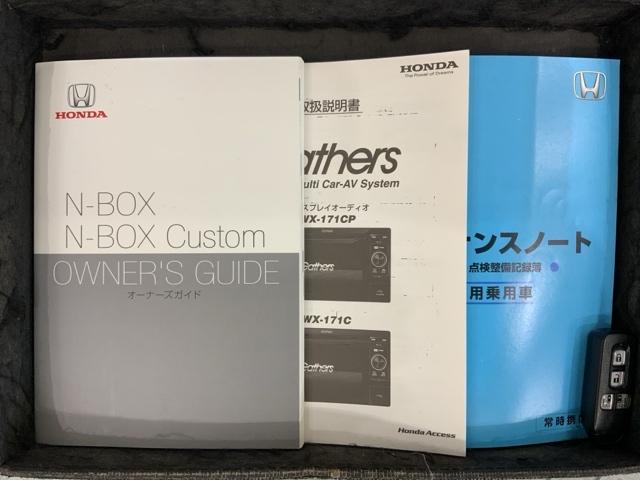 HONDA
N-BOX
N-BOX Custom
OWNER'S GUIDE
オーナーズガイド
HONDA
The Power of Dreams
取扱説明書
athers
ulti Car-AV System
スプレイオーディオ
WX-171CP
Gathers
WX-171C
Gathers
Honda Access
ナンスノート
点検整備記録簿
用乗用車
常時携